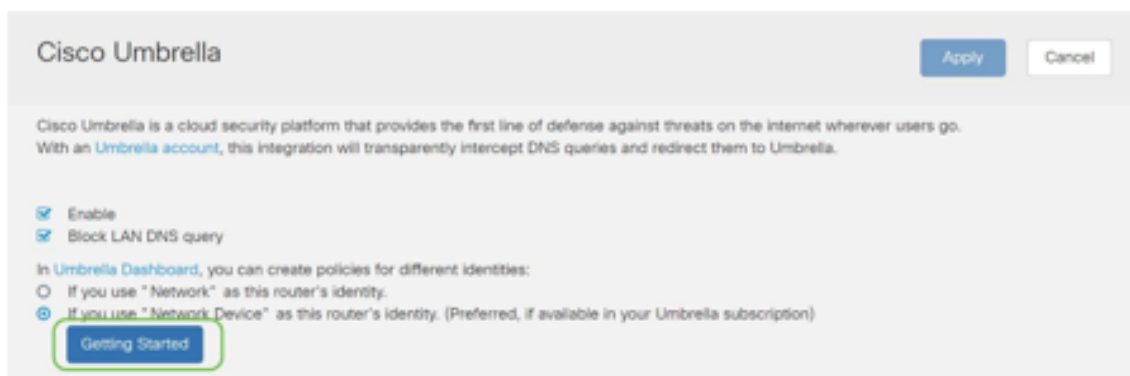 Cisco Umbrella
Apply
Cancel
Cisco Umbrella is a cloud security platform that provides the first line of defense against threats on the internet wherever users go.
With an Umbrella account, this integration will transparently intercept DNS queries and redirect them to Umbrella.
Enable
Block LAN DNS query
In Umbrella Dashboard, you can create policies for different identities:
If you use "Network" as this router's identity.
If you use "Network Device" as this router's identity. (Preferred, if available in your Umbrella subscription)
Getting Started